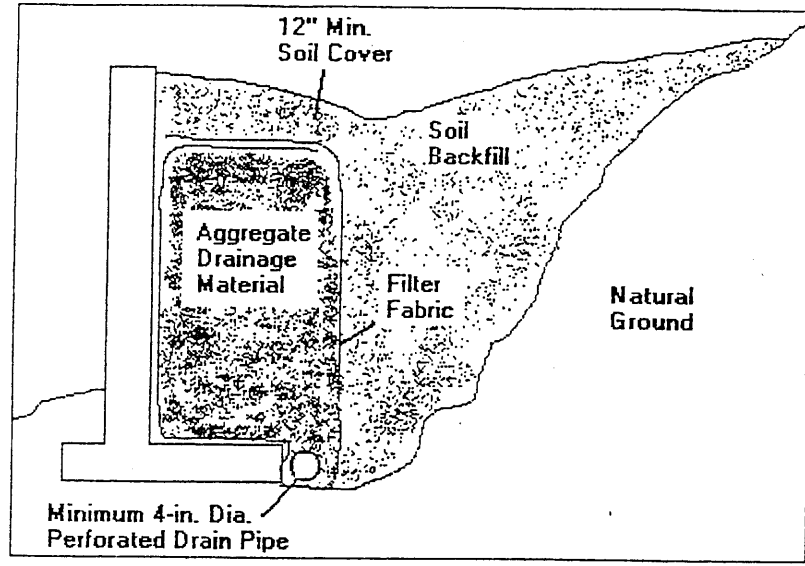 12" Min.
Soil Cover
Soil
Backfill
Aggregate
Drainage
Material
Filter
Fabric
Natural
Ground
Minimum 4-in. Dia.
Perforated Drain Pipe